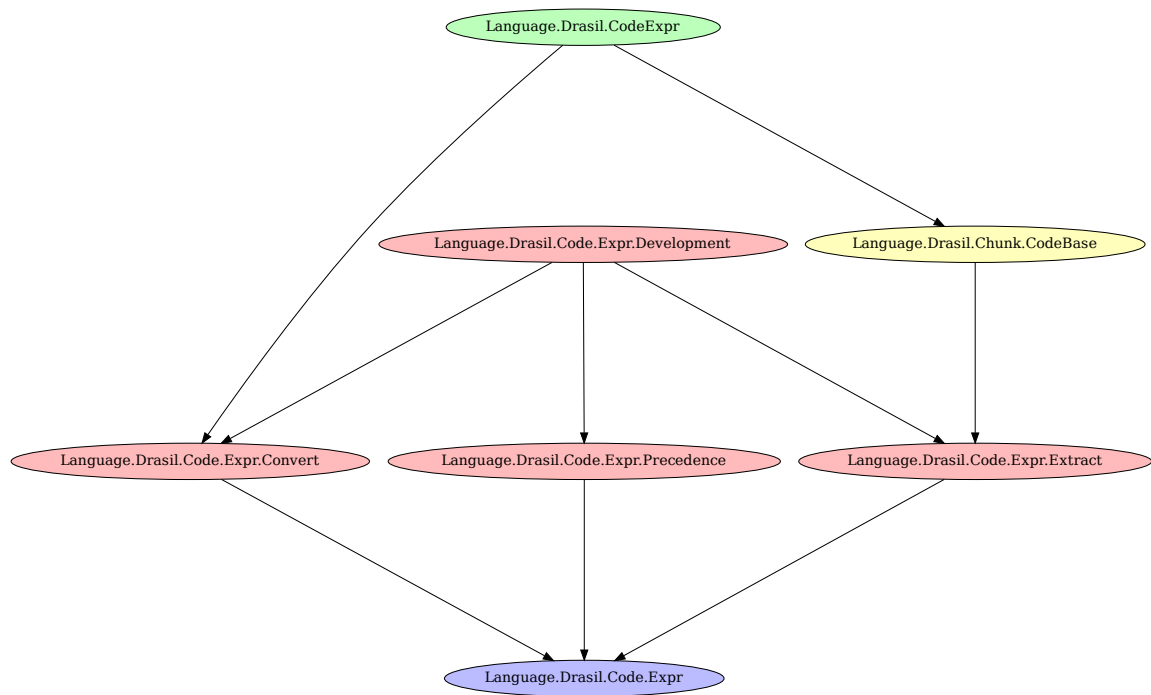 Language.Drasil.CodeExpr
Language.Drasil.Code.Expr.Development
Language.Drasil.Chunk.CodeBase
Language.Drasil.Code.Expr.Convert
Language.Drasil.Code.Expr.Precedence
Language.Drasil.Code.Expr.Extract
Language.Drasil.Code.Expr